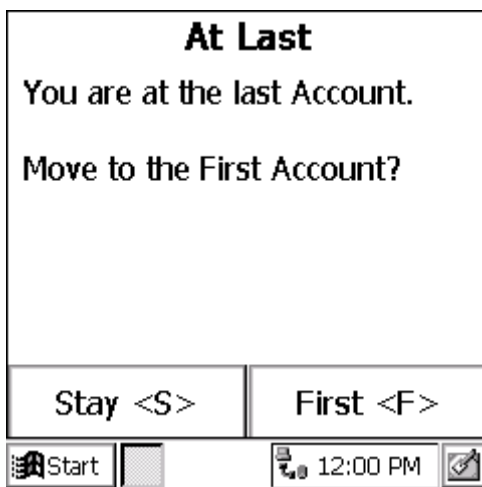 At Last
You are at the last Account.
Move to the First Account?
Stay <S>
First <F>
Start
12:00 PM